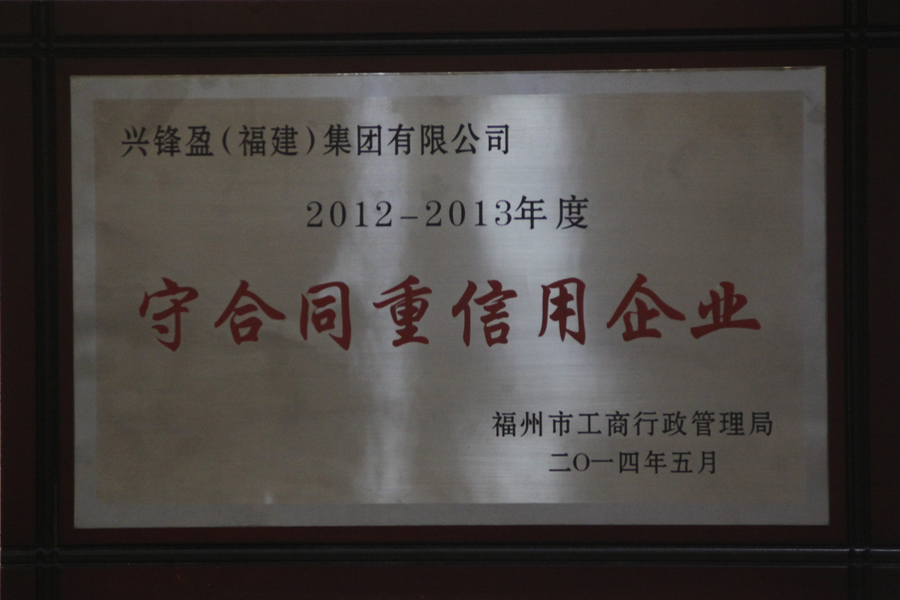 兴锋盈(福建)集团有限公司
2012-2013年度
守合同重信用企业
福州市工商行政管理局
二〇一四年五月